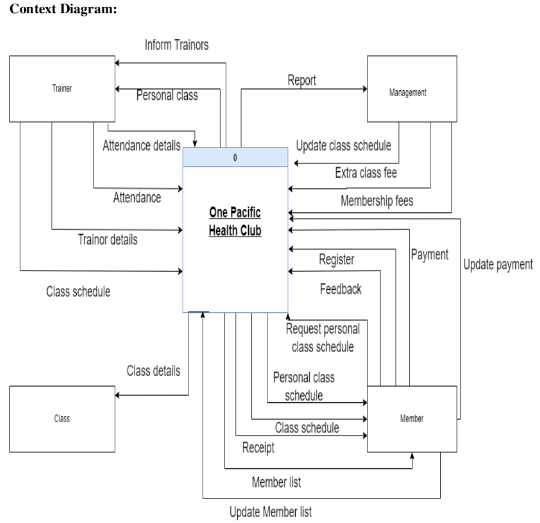 Context Diagram:
Inform Trainors
Trainer
Personal class
Report
Management
Attendance details
Update class schedule
0
Extra class fee
Attendance
Membership fees
One Pacific
Health Club
Trainor details
Register
Payment
Update payment
Class schedule
Feedback
Request personal
class schedule
Class details
Personal class
schedule
Class
Member
Class schedule
Receipt
Member list
Update Member list